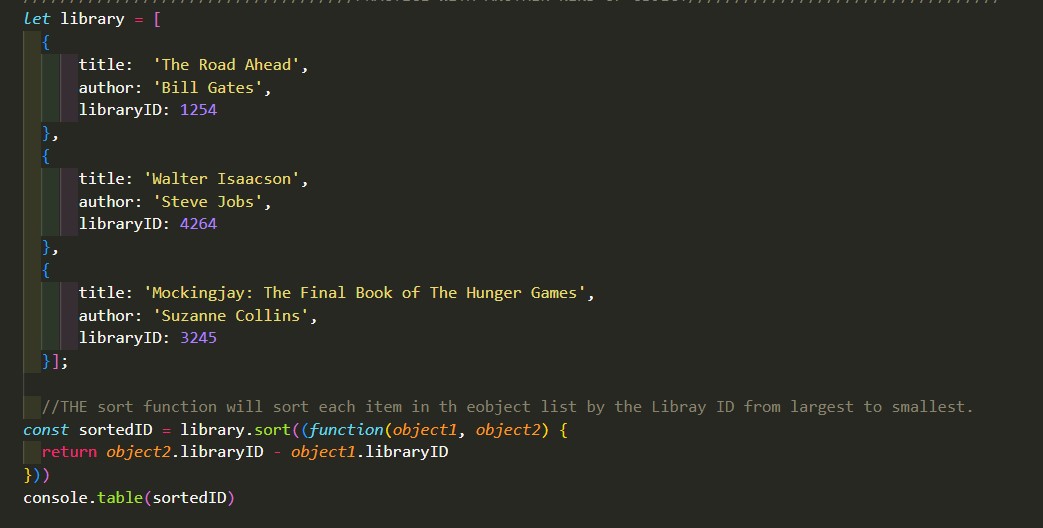 let library = [
{
title:  'The Road Ahead',
author: 'Bill Gates',
libraryID: 1254
},
{
title: 'Walter Isaacson',
author: 'Steve Jobs',
libraryID: 4264
},
{
title: 'Mockingjay: The Final Book of The Hunger Games',
author: 'Suzanne Collins',
libraryID: 3245
}];
//THE sort function will sort each item in th eobject list by the Libray ID from largest to smallest.
const sortedID = library.sort((function(object1, object2) {
return object2.libraryID - object1.libraryID
}))
console.table(sortedID)